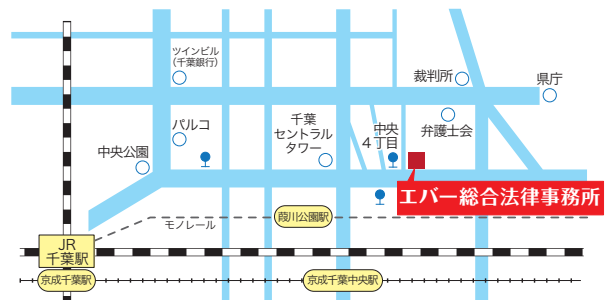 ツインビル
(千葉銀行)
裁判所
県庁
パルコ
千葉
セントラル
タワー
中央
4丁目
弁護士会
中央公園
エバー総合法律事務所
モノレール
葭川公園駅
JR
千葉駅
京成千葉駅
京成千葉中央駅